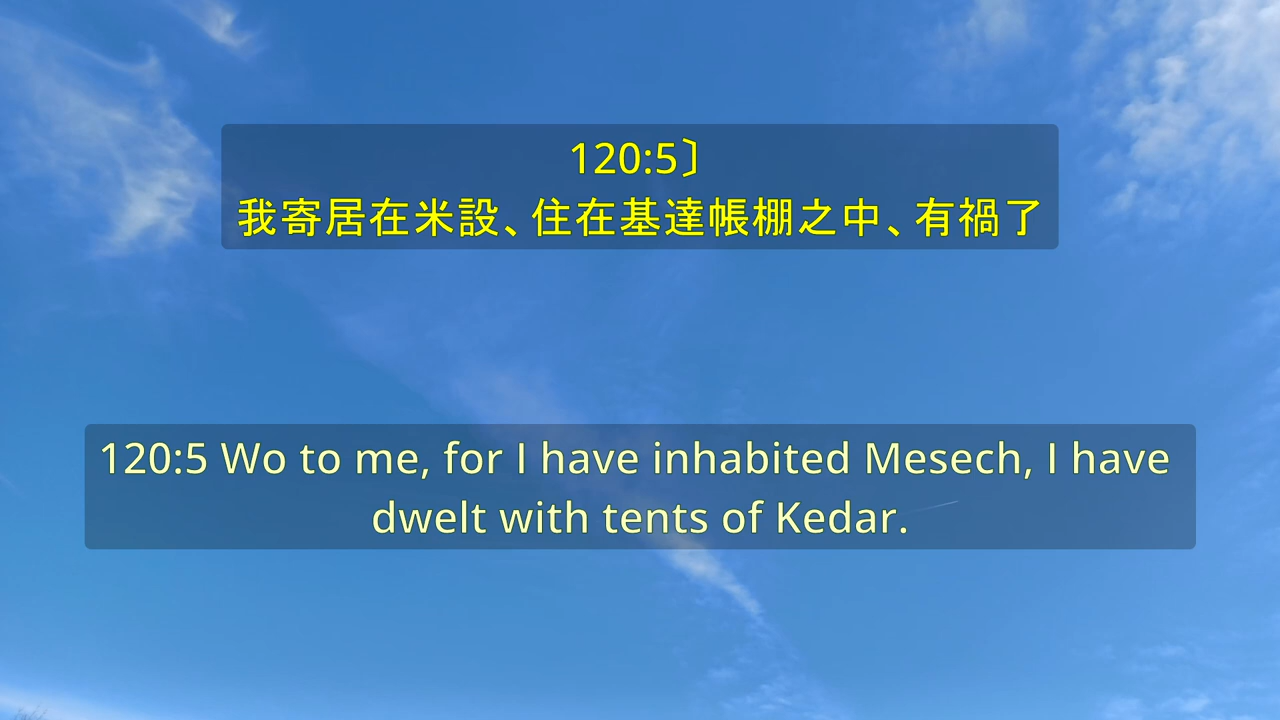 120:5〕
我寄居在米設、住在基達帳棚之中、有禍了
120:5 Wo to me, for I have inhabited Mesech, I have
dwelt with tents of Kedar.